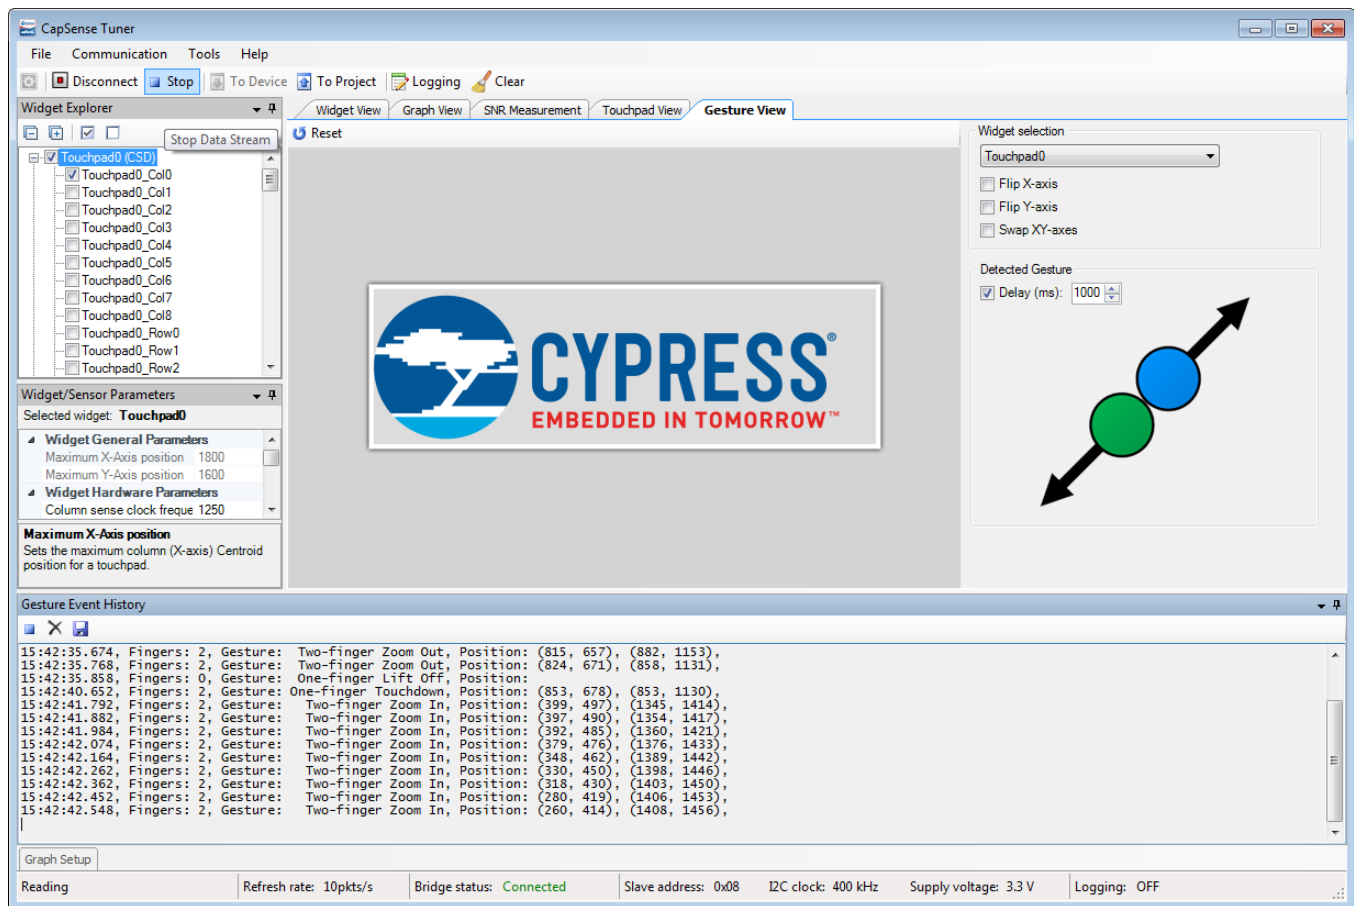 CapSense Tuner
File Communication Tools Help
Disconnect Stop To Device To Project Logging Clear
Widget Explorer
Stop Data Stream
Touchpad0 (CSD)
Touchpad0_Col0
Touchpad0_Col1
Touchpad0_Col2
Touchpad0_Col3
Touchpad0_Col4
Touchpad0_Col5
Touchpad0_Col6
Touchpad0_Col7
Touchpad0_Col8
Touchpad0_Row0
Touchpad0_Row1
Touchpad0_Row2
Widget/Sensor Parameters
Selected widget: Touchpad0
Widget General Parameters
Maximum X-Axis position 1800
Maximum Y-Axis position 1600
Widget Hardware Parameters
Column sense clock freque 1250
Maximum X-Axis position
Sets the maximum column (X-axis) Centroid
position for a touchpad.
Widget View Graph View SNR Measurement Touchpad View Gesture View
Reset
CYPRESS®
EMBEDDED IN TOMORROW™
Widget selection
Touchpad0
Flip X-axis
Flip Y-axis
Swap XY-axes
Detected Gesture
Delay (ms): 1000
Gesture Event History
15:42:35.674, Fingers: 2, Gesture: Two-finger Zoom Out, Position: (815, 657), (882, 1153),
15:42:35.768, Fingers: 2, Gesture: Two-finger Zoom Out, Position: (824, 671), (858, 1131),
15:42:35.858, Fingers: 0, Gesture: One-finger Lift Off, Position:
15:42:40.652, Fingers: 2, Gesture: One-finger Touchdown, Position: (853, 678), (853, 1130),
15:42:41.792, Fingers: 2, Gesture: Two-finger Zoom In, Position: (399, 497), (1345, 1414),
15:42:41.882, Fingers: 2, Gesture: Two-finger Zoom In, Position: (397, 490), (1354, 1417),
15:42:41.984, Fingers: 2, Gesture: Two-finger Zoom In, Position: (392, 485), (1360, 1421),
15:42:42.074, Fingers: 2, Gesture: Two-finger Zoom In, Position: (379, 476), (1376, 1433),
15:42:42.164, Fingers: 2, Gesture: Two-finger Zoom In, Position: (348, 462), (1389, 1442),
15:42:42.262, Fingers: 2, Gesture: Two-finger Zoom In, Position: (330, 450), (1398, 1446),
15:42:42.362, Fingers: 2, Gesture: Two-finger Zoom In, Position: (318, 430), (1403, 1450),
15:42:42.452, Fingers: 2, Gesture: Two-finger Zoom In, Position: (280, 419), (1406, 1453),
15:42:42.548, Fingers: 2, Gesture: Two-finger Zoom In, Position: (260, 414), (1408, 1456),
Graph Setup
Reading Refresh rate: 10pkts/s Bridge status: Connected Slave address: 0x08 I2C clock: 400 kHz Supply voltage: 3.3 V Logging: OFF